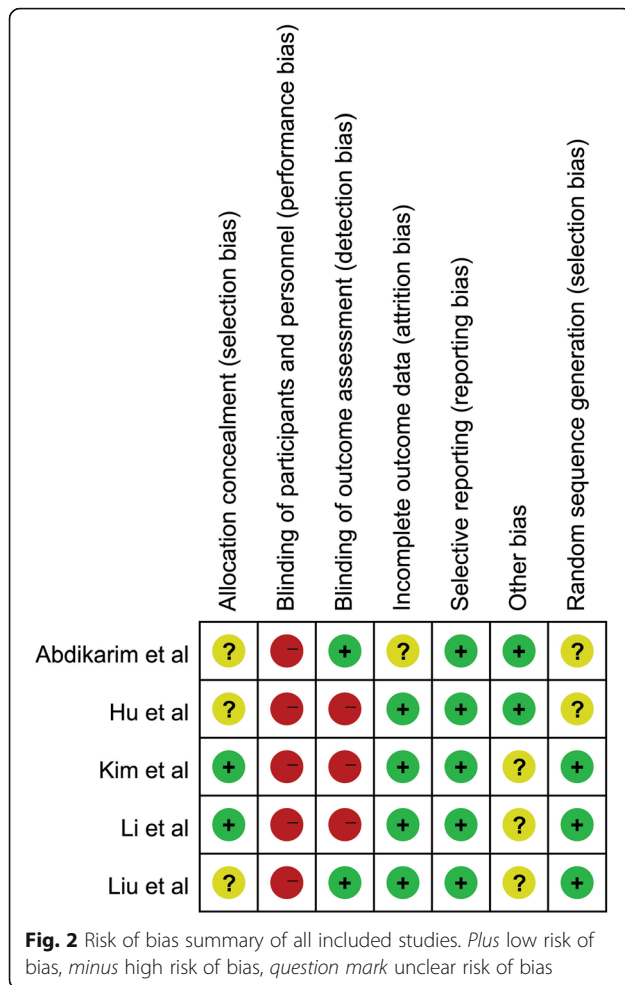 Allocation concealment (selection bias)
Blinding of participants and personnel (performance bias)
Blinding of outcome assessment (detection bias)
Incomplete outcome data (attrition bias)
Selective reporting (reporting bias)
Other bias
Random sequence generation (selection bias)
Abdikarim et al ? – + ? + + ?
Hu et al ? – – + + + ?
Kim et al + – – + + ? +
Li et al + – – + + ? +
Liu et al ? – + + + ? +
Fig. 2 Risk of bias summary of all included studies. Plus low risk of
bias, minus high risk of bias, question mark unclear risk of bias